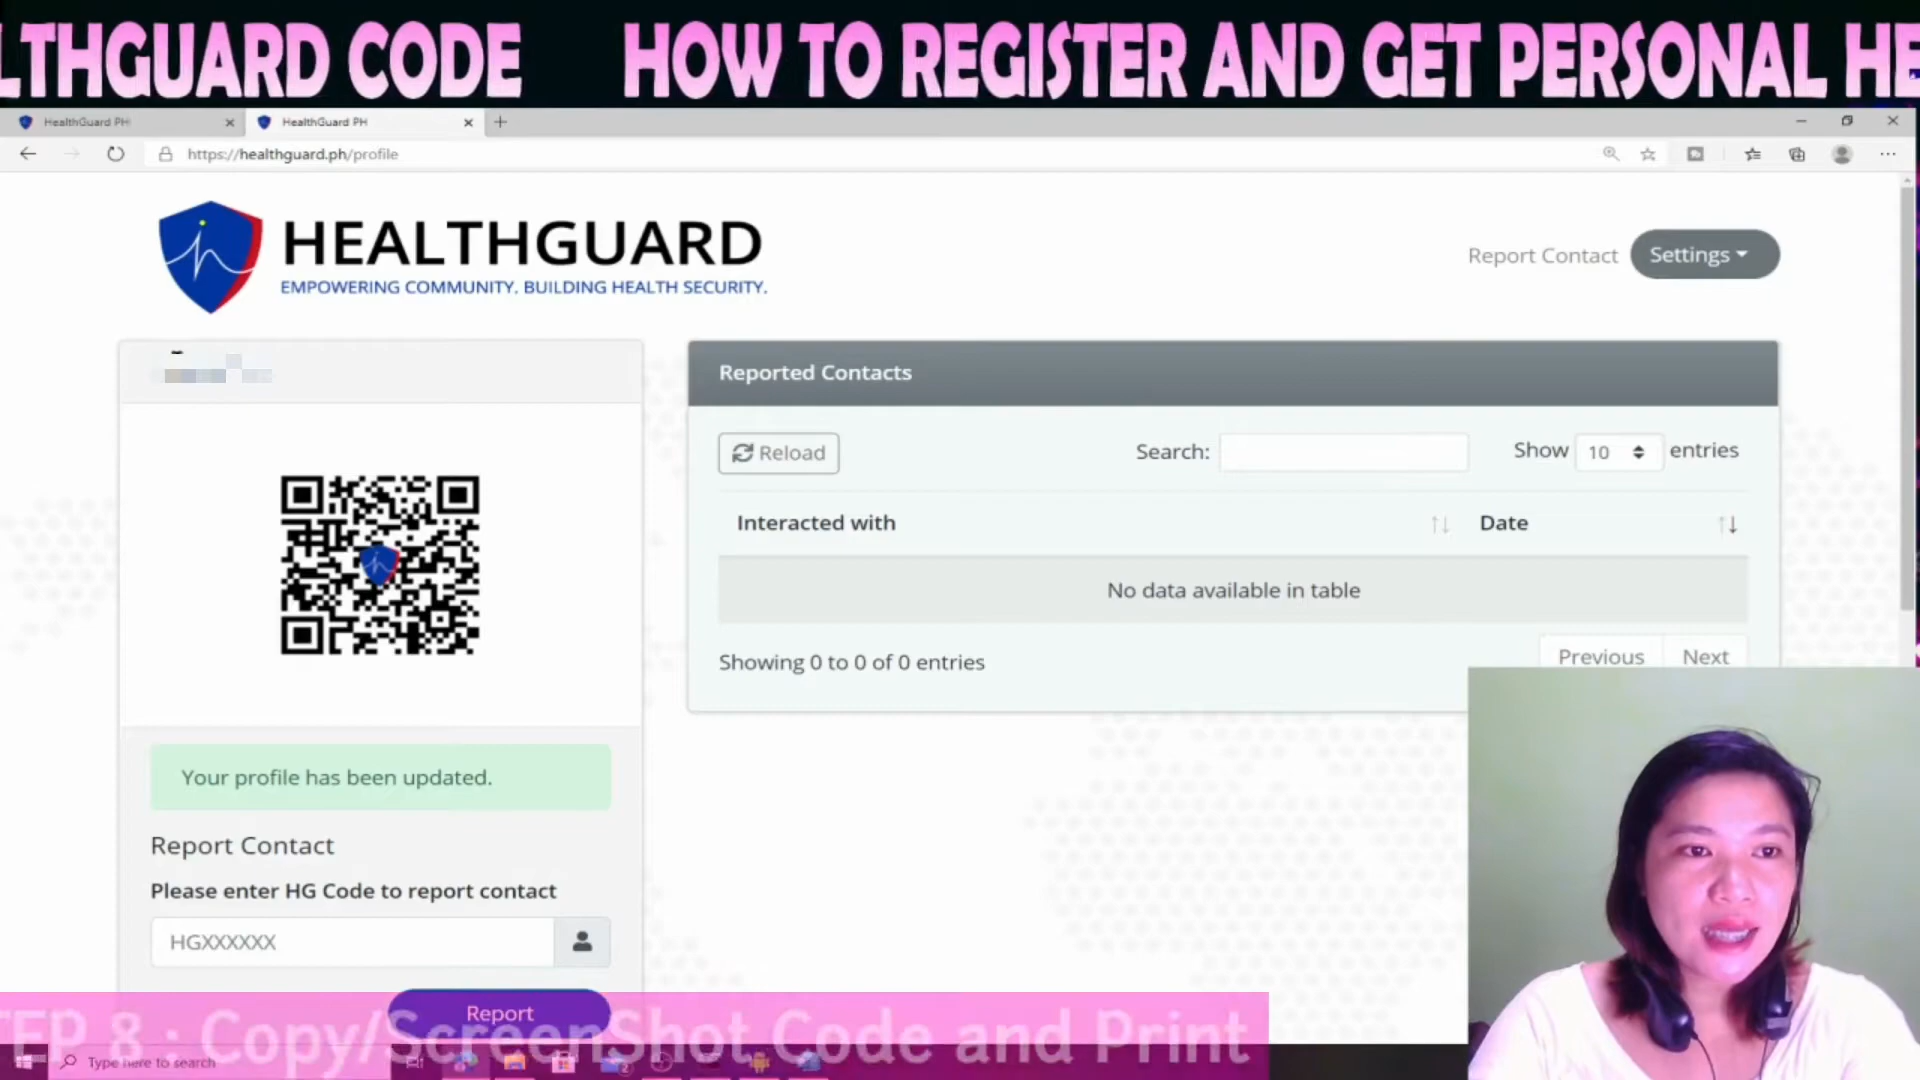 LTHGUARD CODE HOW TO REGISTER AND GET PERSONAL HE
HealthGuard PH
HealthGuard PH
https://healthguard.ph/profile
HEALTHGUARD
EMPOWERING COMMUNITY. BUILDING HEALTH SECURITY.
Report Contact
Settings
Reported Contacts
Reload
Search:
Show 10 entries
Interacted with
Date
No data available in table
Showing 0 to 0 of 0 entries
Previous
Next
Your profile has been updated.
Report Contact
Please enter HG Code to report contact
HGXXXXXX
Report
TEP 8 : Copy/ScreenShot Code and Print
Type here to search